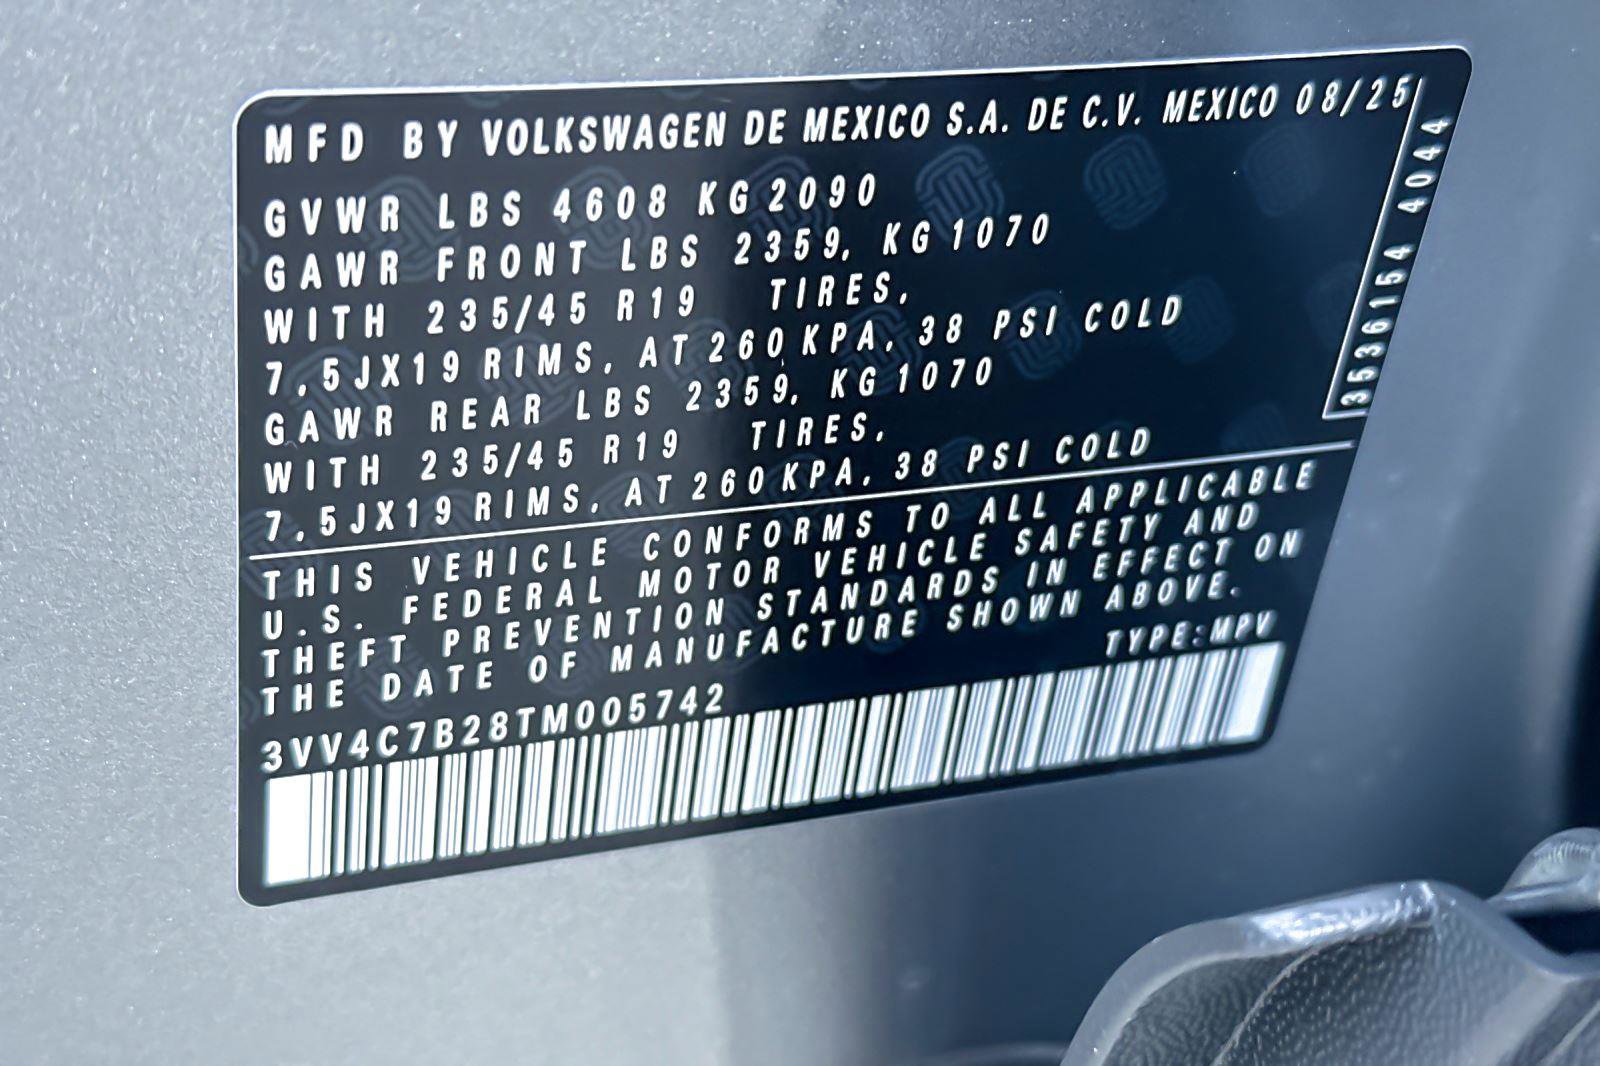 MFD BY VOLKSWAGEN DE MEXICO S.A. DE C.V. MEXICO 08/25
GVWR LBS 4608 KG 2090
GAWR FRONT LBS 2359, KG 1070
WITH 235/45 R19 TIRES,
7,5JX19 RIMS, AT 260 KPA, 38 PSI COLD
GAWR REAR LBS 2359, KG 1070
WITH 235/45 R19 TIRES,
7,5JX19 RIMS, AT 260 KPA, 38 PSI COLD
3536154 4044
THIS VEHICLE CONFORMS TO ALL APPLICABLE
U.S. FEDERAL MOTOR VEHICLE SAFETY AND
THEFT PREVENTION STANDARDS IN EFFECT ON
THE DATE OF MANUFACTURE SHOWN ABOVE.
TYPE:MPV
3VV4C7B28TM005742